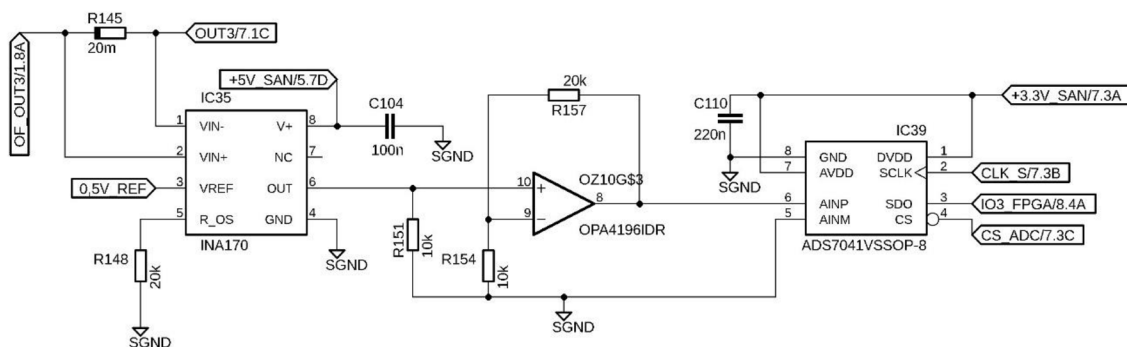 R145
20m
OF_OUT3/1.8A
OUT3/7.1C
+5V_SAN/5.7D
IC35
1 VIN- V+ 8
2 VIN+ NC 7
3 VREF OUT 6
5 R_OS GND 4
INA170
0,5V_REF
R148
20k
SGND
C104
100n
SGND
SGND
R151
10k
20k
R157
10 +
9 −
8
OZ10G$3
OPA4196IDR
R154
10k
SGND
C110
220n
SGND
+3.3V_SAN/7.3A
IC39
8 GND DVDD 1
7 AVDD SCLK 2
6 AINP SDO 3
5 AINM CS 4
ADS7041VSSOP-8
CLK_S/7.3B
IO3_FPGA/8.4A
CS_ADC/7.3C